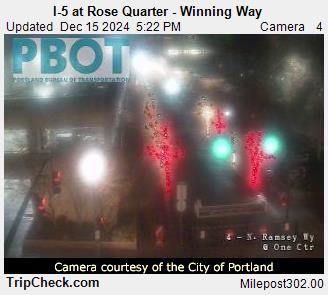 I-5 at Rose Quarter - Winning Way
Updated Dec 15 2024 5:22 PM Camera 4
PBOT
PORTLAND BUREAU OF TRANSPORTATION
4 - N. Ramsey Wy
@ One Ctr
Camera courtesy of the City of Portland
TripCheck.com Milepost302.00